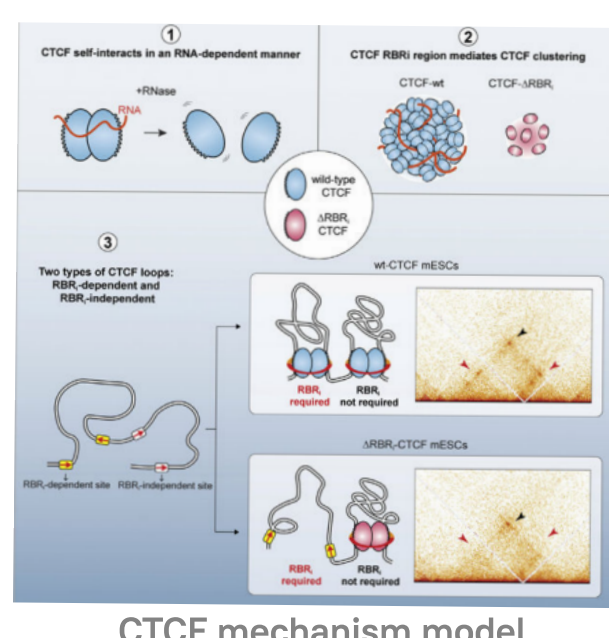 1
CTCF self-interacts in an RNA-dependent manner
+RNase
RNA
2
CTCF RBRi region mediates CTCF clustering
CTCF-wt
CTCF-ΔRBRi
wild-type
CTCF
ΔRBRi
CTCF
3
Two types of CTCF loops:
RBRi-dependent and
RBRi-independent
RBRi-dependent site
RBRi-independent site
wt-CTCF mESCs
RBRi
required
RBRi
not required
ΔRBRi-CTCF mESCs
RBRi
required
RBRi
not required
CTCF mechanism model